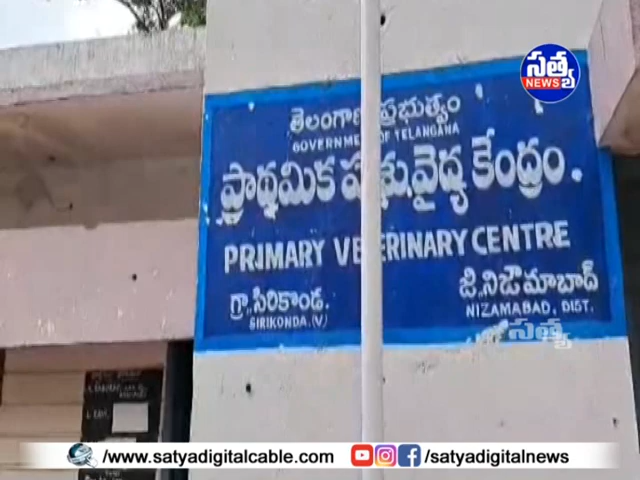 సత్య
NEWS
తెలంగాణ ప్రభుత్వం
GOVERNMENT OF TELANGANA
ప్రాథమిక పశువైద్య కేంద్రం.
PRIMARY VETERINARY CENTRE
గ్రా,, సిరికొండ.
SIRIKONDA.(V)
జి,, నిజామాబాద్
NIZAMABAD, DIST.
సత్య
www.satyadigitalcable.com
/satyadigitalnews